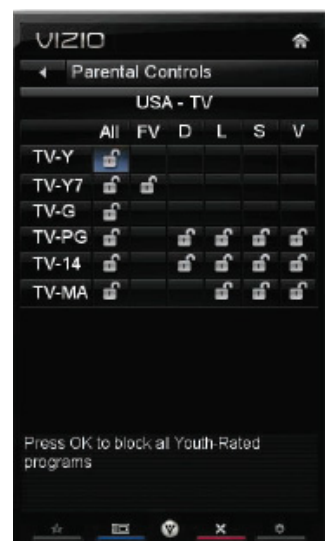 VIZIO
Parental Controls
USA - TV
All FV D L S V
TV-Y
TV-Y7
TV-G
TV-PG
TV-14
TV-MA
Press OK to block all Youth-Rated
programs